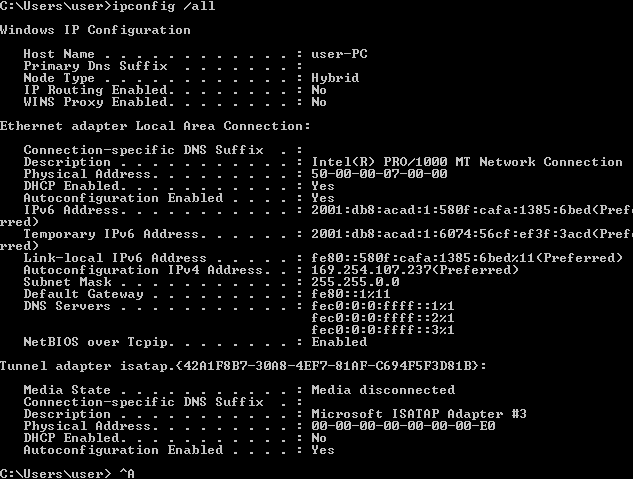 C:\Users\user>ipconfig /all
Windows IP Configuration
Host Name . . . . . . . . . . . . : user-PC
Primary Dns Suffix  . . . . . . . :
Node Type . . . . . . . . . . . . : Hybrid
IP Routing Enabled. . . . . . . . : No
WINS Proxy Enabled. . . . . . . . : No
Ethernet adapter Local Area Connection:
Connection-specific DNS Suffix  . :
Description . . . . . . . . . . . : Intel(R) PRO/1000 MT Network Connection
Physical Address. . . . . . . . . : 50-00-00-07-00-00
DHCP Enabled. . . . . . . . . . . : Yes
Autoconfiguration Enabled . . . . : Yes
IPv6 Address. . . . . . . . . . . : 2001:db8:acad:1:580f:cafa:1385:6bed(Prefe
rred)
Temporary IPv6 Address. . . . . . : 2001:db8:acad:1:6074:56cf:ef3f:3acd(Prefe
rred)
Link-local IPv6 Address . . . . . : fe80::580f:cafa:1385:6bed%11(Preferred)
Autoconfiguration IPv4 Address. . : 169.254.107.237(Preferred)
Subnet Mask . . . . . . . . . . . : 255.255.0.0
Default Gateway . . . . . . . . . : fe80::1%11
DNS Servers . . . . . . . . . . . : fec0:0:0:ffff::1%1
fec0:0:0:ffff::2%1
fec0:0:0:ffff::3%1
NetBIOS over Tcpip. . . . . . . . : Enabled
Tunnel adapter isatap.{42A1F8B7-30A8-4EF7-81AF-C694F5F3D81B}:
Media State . . . . . . . . . . . : Media disconnected
Connection-specific DNS Suffix  . :
Description . . . . . . . . . . . : Microsoft ISATAP Adapter #3
Physical Address. . . . . . . . . : 00-00-00-00-00-00-00-E0
DHCP Enabled. . . . . . . . . . . : No
Autoconfiguration Enabled . . . . : Yes
C:\Users\user> ^A